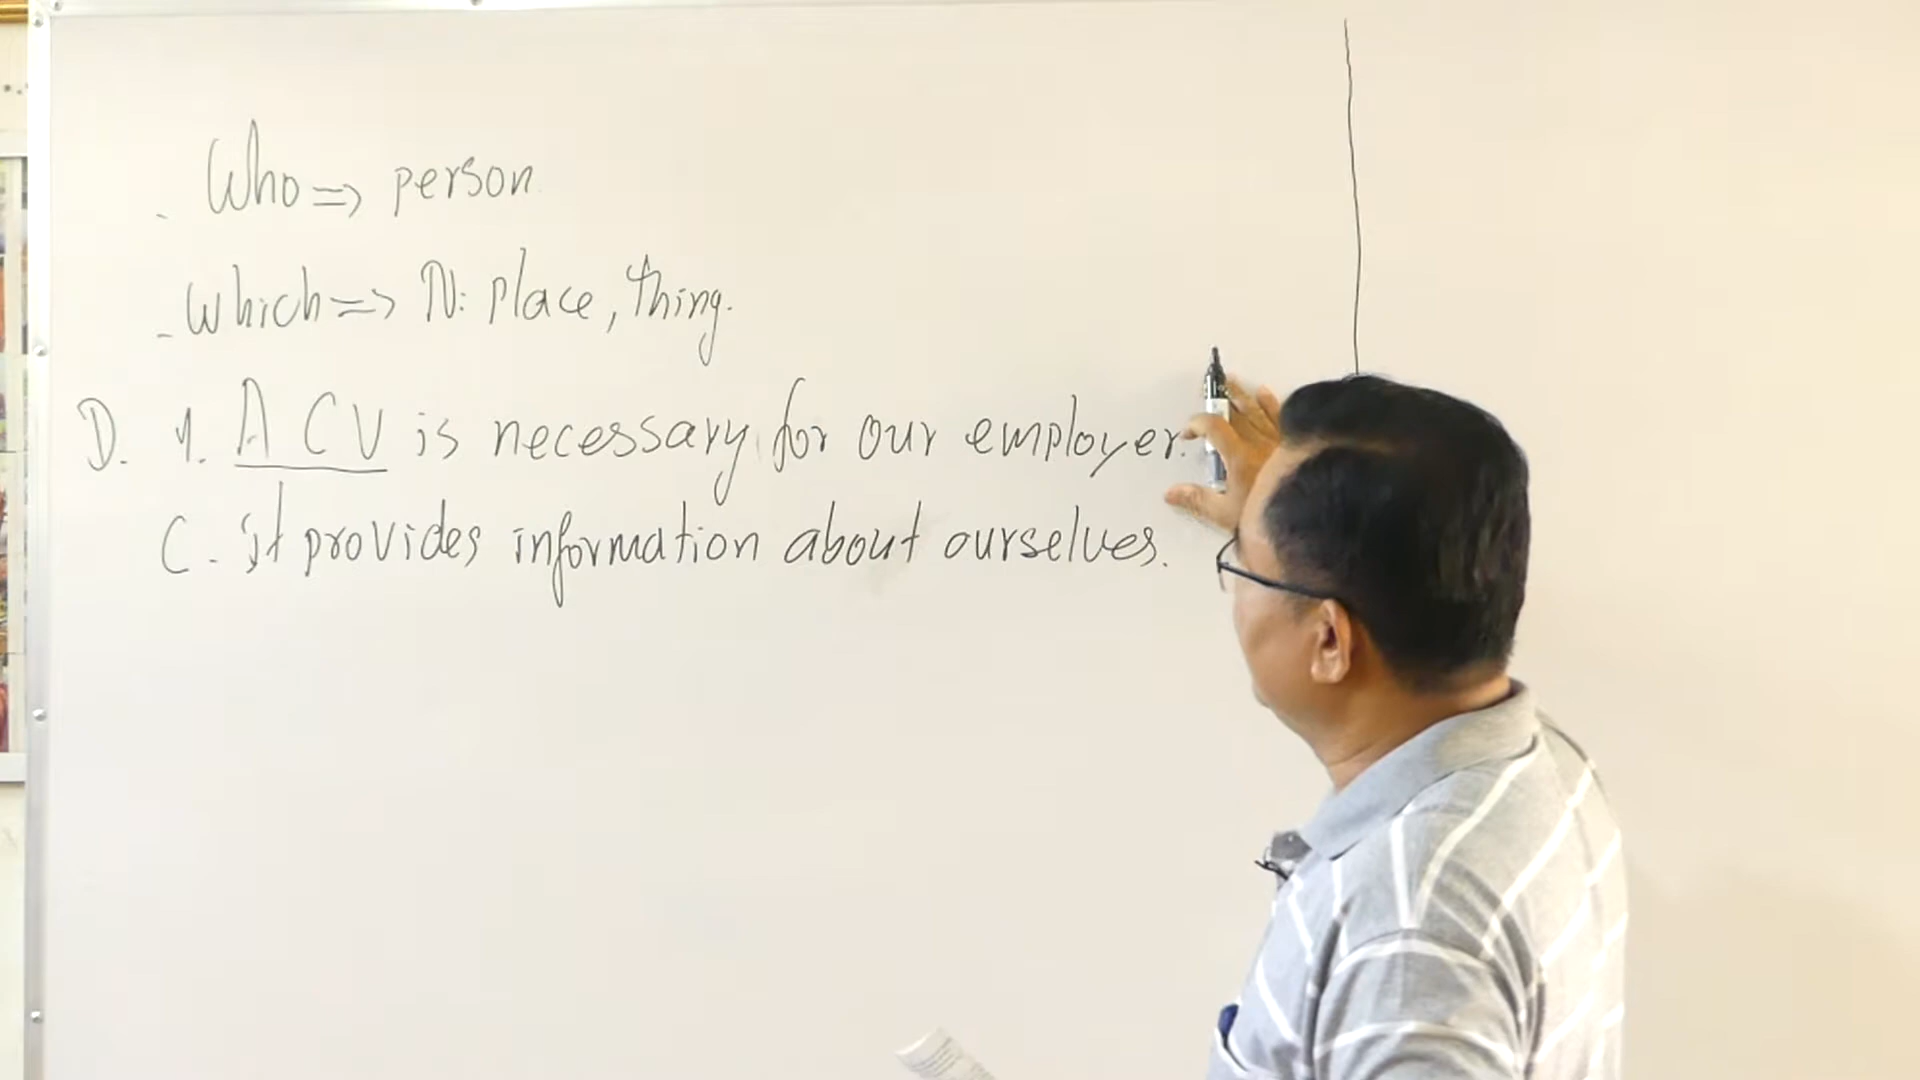 - Who => person.
- Which => N: place, thing.
D. 1. A CV is necessary for our employer.
C. it provides information about ourselves.